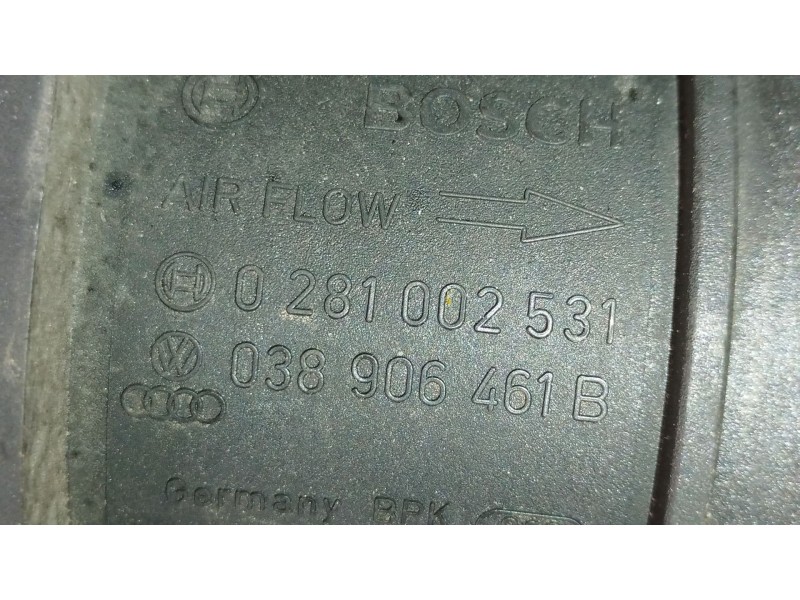 BOSCH
AIR FLOW
0 281 002 531
038 906 461 B
Germany BPK